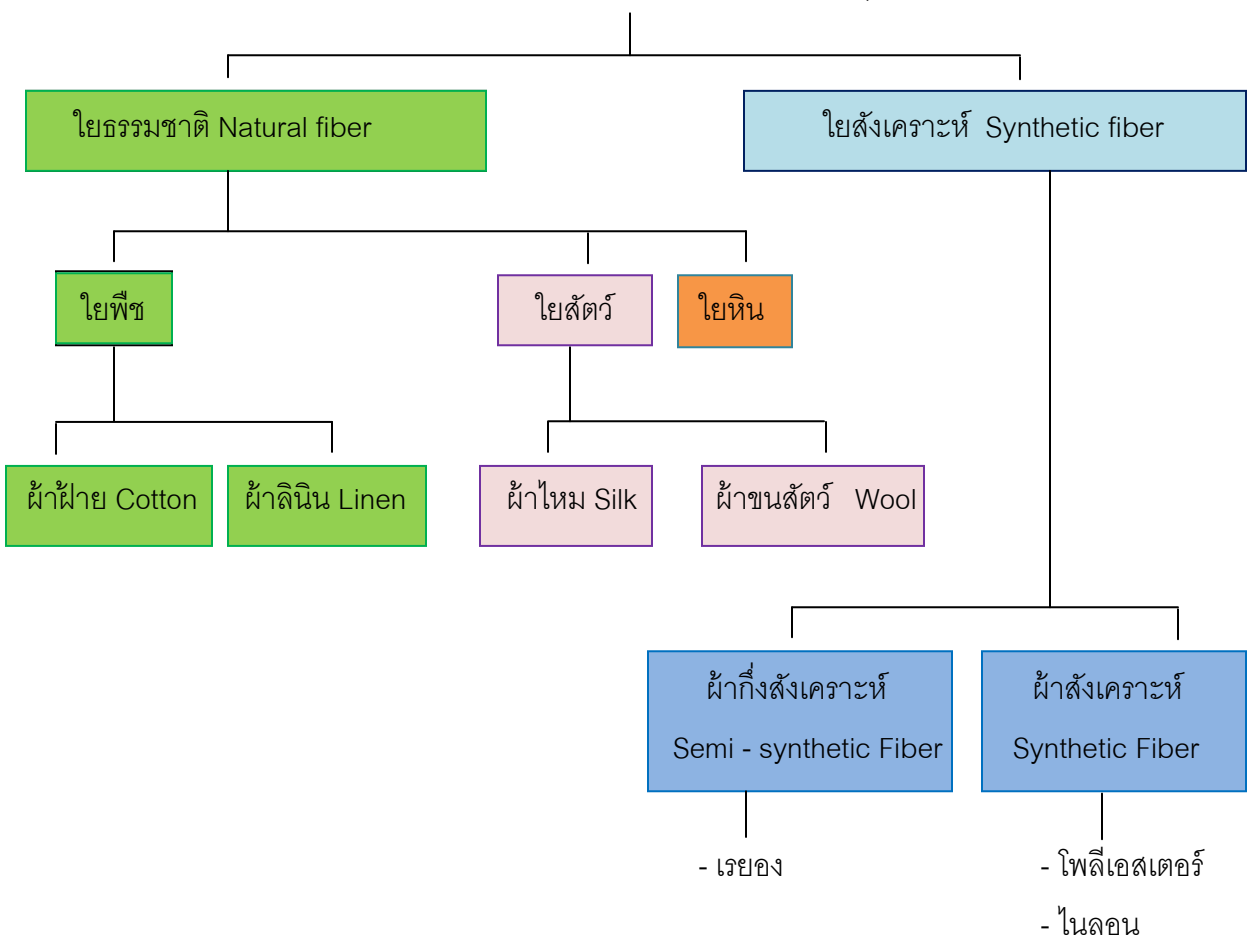 ใยธรรมชาติ Natural fiber
ใยสังเคราะห์ Synthetic fiber
ใยพืช
ใยสัตว์
ใยหิน
ผ้าฝ้าย Cotton
ผ้าลินิน Linen
ผ้าไหม Silk
ผ้าขนสัตว์ Wool
ผ้ากึ่งสังเคราะห์
Semi - synthetic Fiber
ผ้าสังเคราะห์
Synthetic Fiber
- เรยอง
- โพลีเอสเตอร์
- ไนลอน